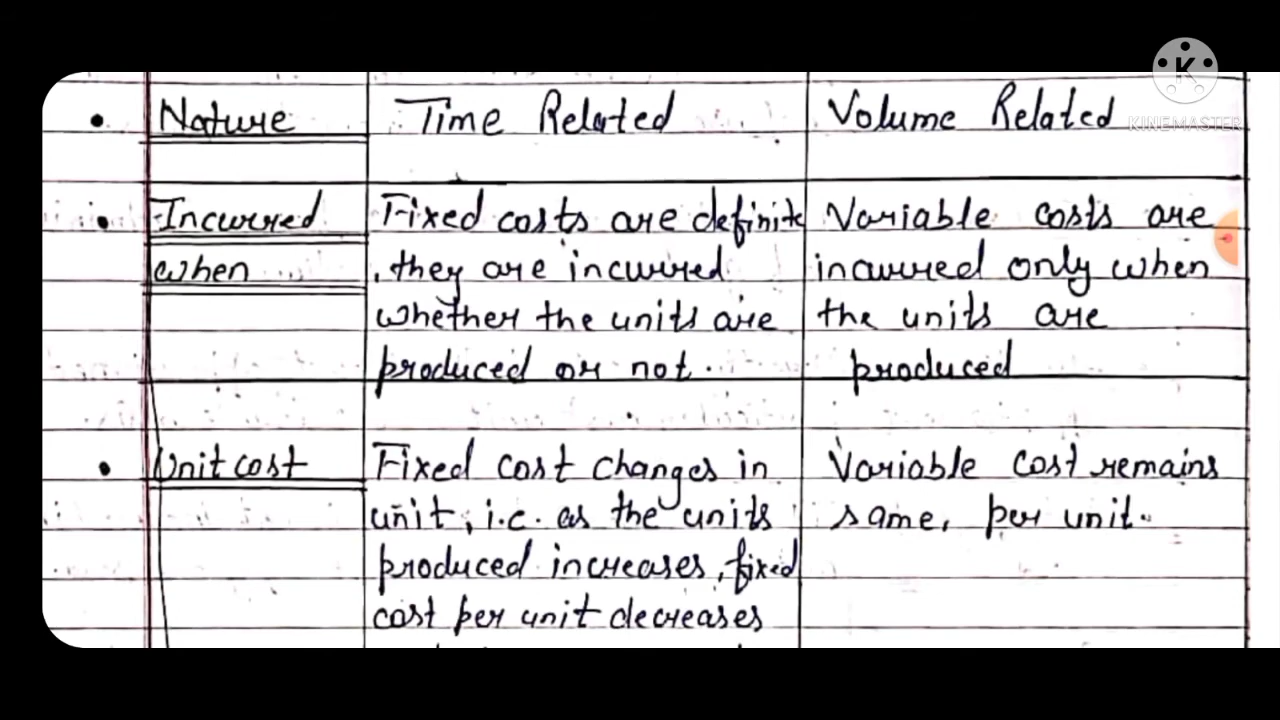 KINEMASTER
• Nature Time Related Volume Related
• Incurred Fixed costs are definite Variable costs are
when , they are incurred incurred only when
whether the units are the units are
produced or not. produced
• Unit cost Fixed cost changes in Variable cost remains
unit, i.e. as the units same, per unit.
produced increases, fixed
cost per unit decreases